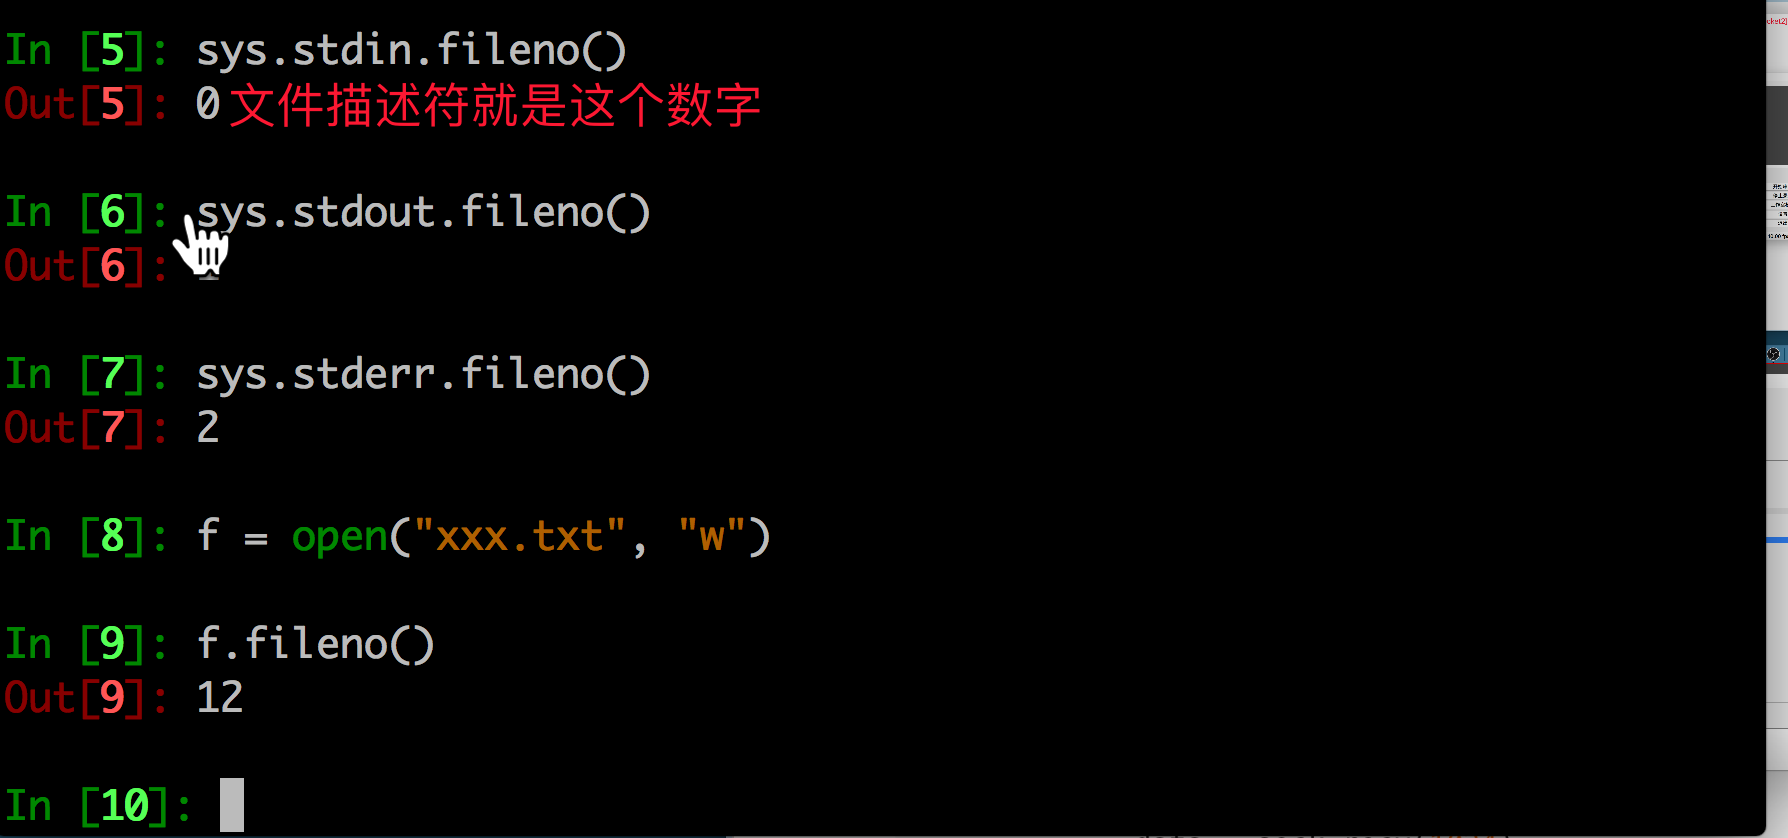 In [5]: sys.stdin.fileno()
Out[5]: 0文件描述符就是这个数字
In [6]: sys.stdout.fileno()
Out[6]:
In [7]: sys.stderr.fileno()
Out[7]: 2
In [8]: f = open("xxx.txt", "w")
In [9]: f.fileno()
Out[9]: 12
In [10]: